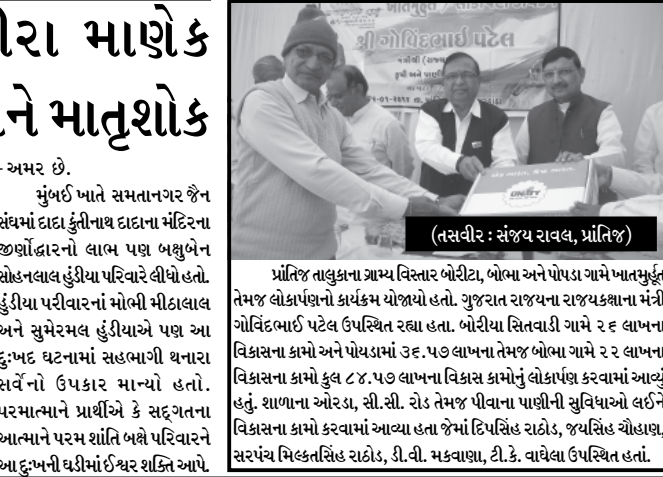 માણેક
માતૃશોક
- અમર છે.
મુંબઈ ખાતે સમતાનગર જૈન
સંઘમાં દાદા કુંતીનાથ દાદાના મંદિરના
જીર્ણોદ્ધારનો લાભ પણ બક્ષુબેન
સોહનલાલ હુંડીયા પરિવારે લીધો હતો.
હુંડીયા પરીવારનાં મોભી મીઠાલાલ
અને સુમેરમલ હુંડીયાએ પણ આ
દુ:ખદ ઘટનામાં સહભાગી થનારા
સર્વેનો ઉપકાર માન્યો હતો.
પરમાત્માને પ્રાર્થીએ કે સદ્ગતના
આત્માને પરમ શાંતિ બક્ષે પરિવારને
આ દુ:ખની ઘડીમાં ઈશ્વર શક્તિ આપે.
શ્રી ગોવિંદભાઈ પટેલ
કૃષી અને પાણી
(તસવીર : સંજય રાવલ, પ્રાંતિજ)
પ્રાંતિજ તાલુકાના ગ્રામ્ય વિસ્તાર બોરીટા, બોભા અને પોપડા ગામે ખાતમુર્હુત
તેમજ લોકાર્પણનો કાર્યક્રમ યોજાયો હતો. ગુજરાત રાજયના રાજયકક્ષાના મંત્રી
ગોવિંદભાઈ પટેલ ઉપસ્થિત રહ્યા હતા. બોરીયા સિતવાડી ગામે ૨૬ લાખના
વિકાસના કામો અને પોયડામાં ૩૬.૫૭ લાખના તેમજ બોભા ગામે ૨૨ લાખના
વિકાસના કામો કુલ ૮૪.૫૭ લાખના વિકાસ કામોનું લોકાર્પણ કરવામાં આવ્યું
હતું. શાળાના ઓરડા, સી.સી. રોડ તેમજ પીવાના પાણીની સુવિધાઓ લઈને
વિકાસના કામો કરવામાં આવ્યા હતા જેમાં દિપસિંહ રાઠોડ, જયસિંહ ચૌહાણ,
સરપંચ મિલ્કતસિંહ રાઠોડ, ડી.વી. મકવાણા, ટી.કે. વાઘેલા ઉપસ્થિત હતાં.